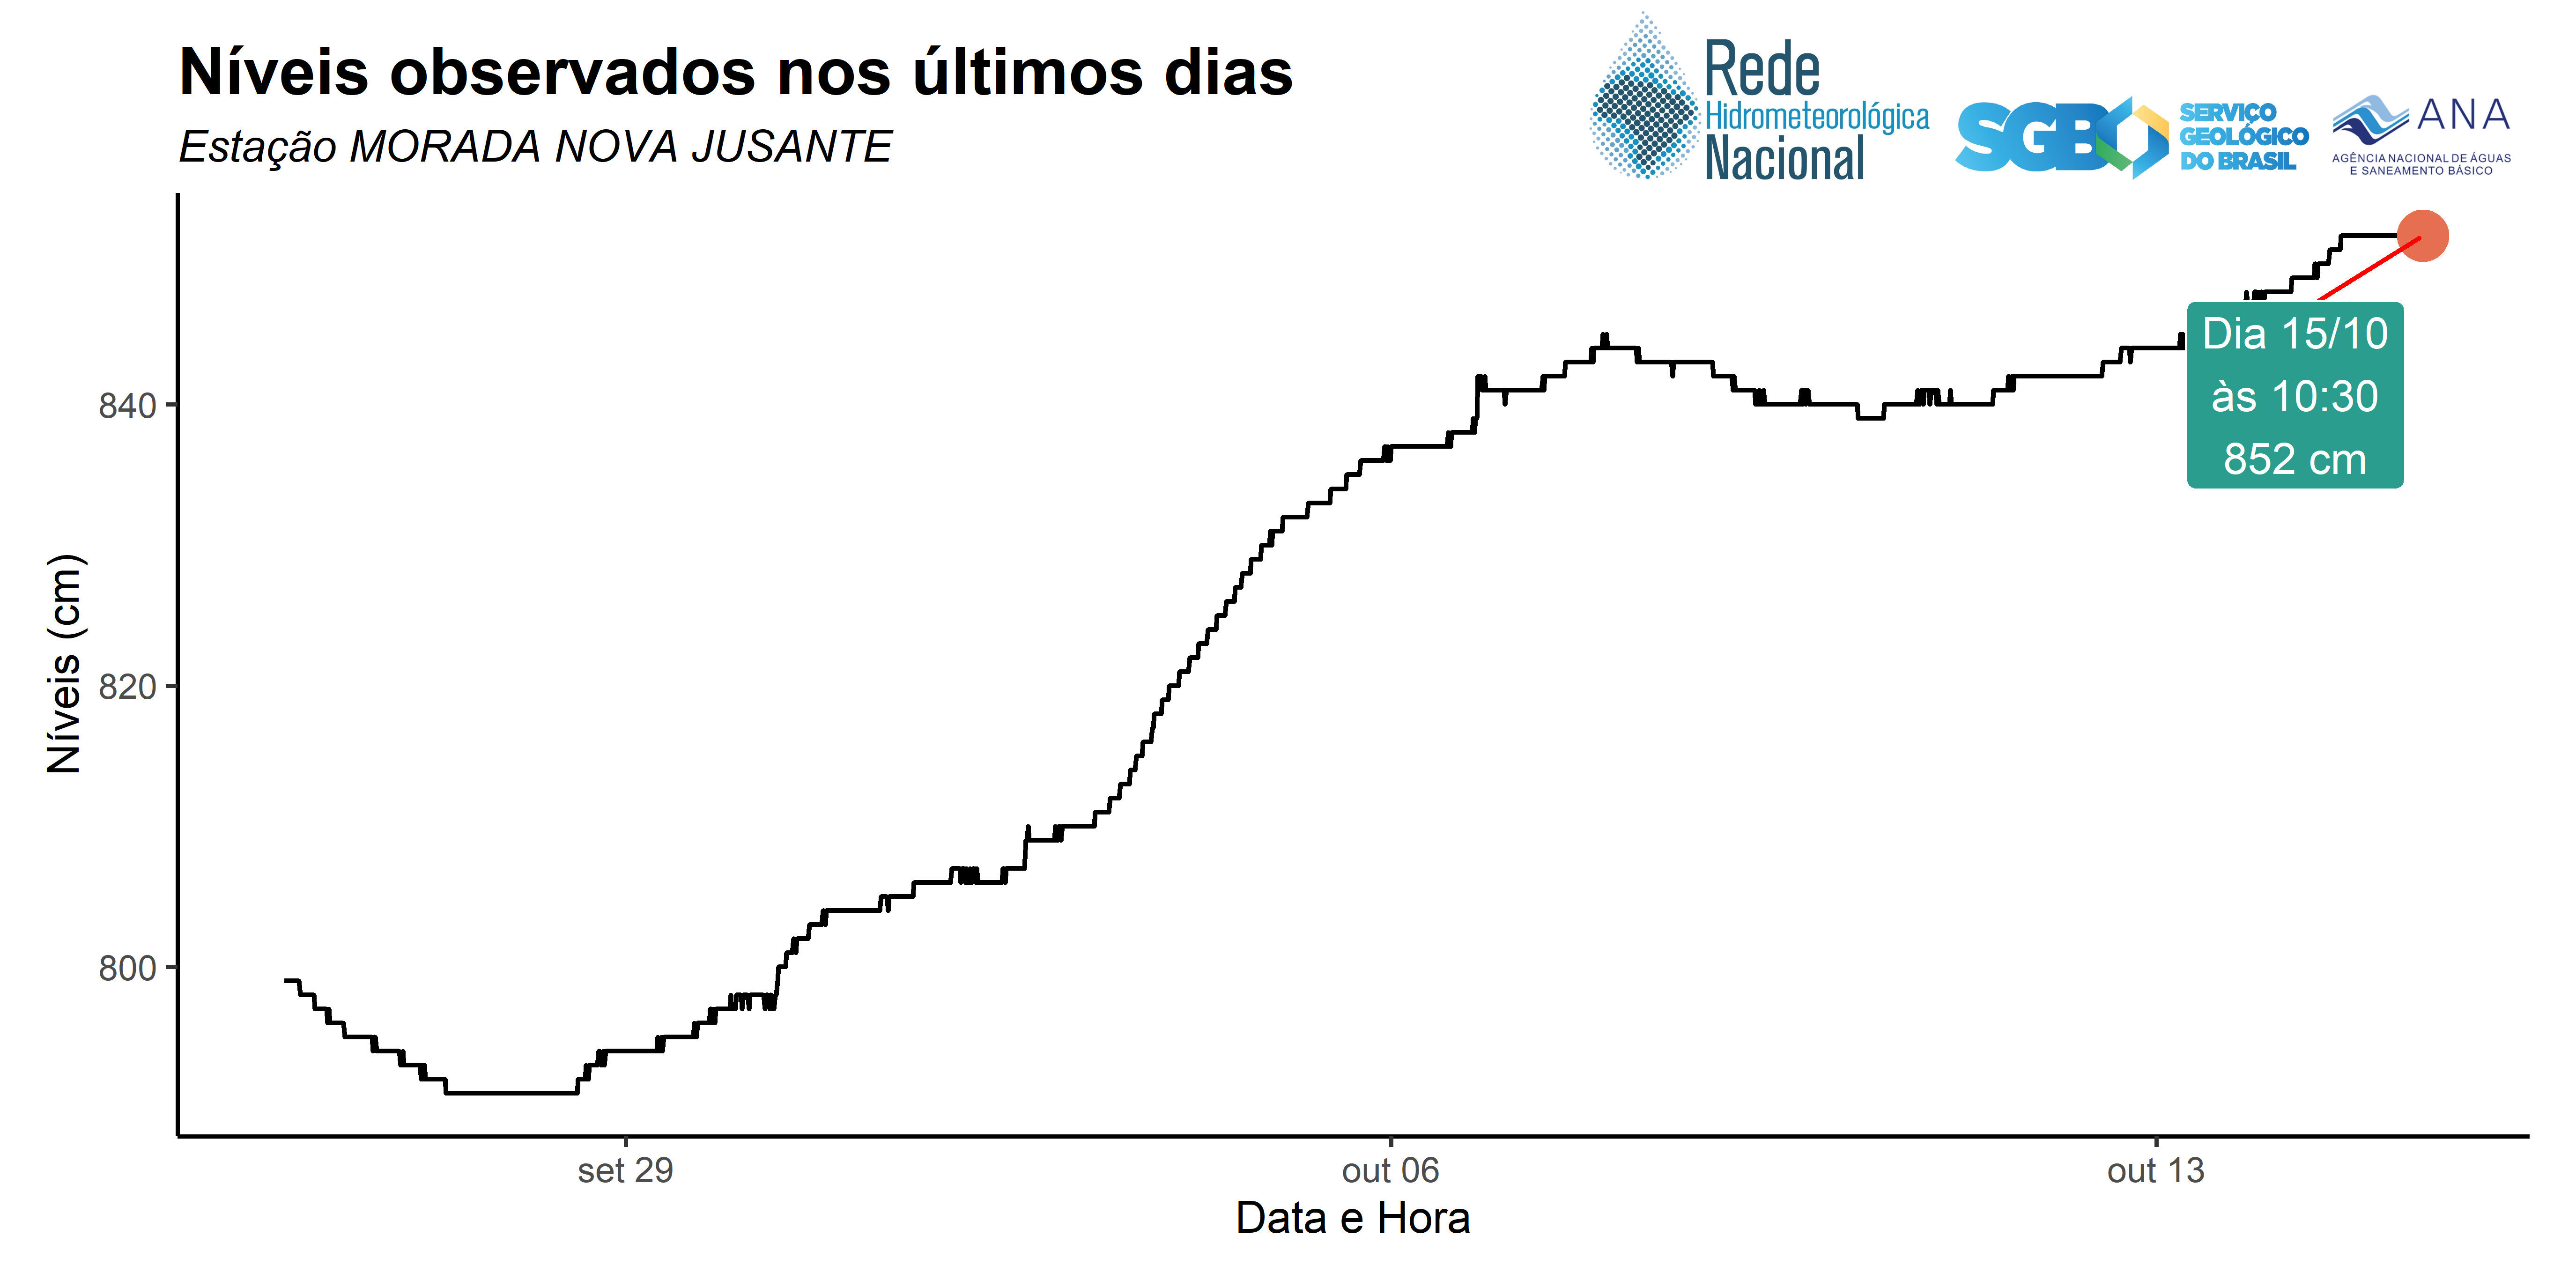 Níveis observados nos últimos dias
Estação MORADA NOVA JUSANTE
Rede
Hidrometeorológica
Nacional
SGB
SERVIÇO
GEOLÓGICO
DO BRASIL
ANA
AGÊNCIA NACIONAL DE ÁGUAS
E SANEAMENTO BÁSICO
Dia 15/10
às 10:30
852 cm
Níveis (cm)
840
820
800
set 29
out 06
out 13
Data e Hora